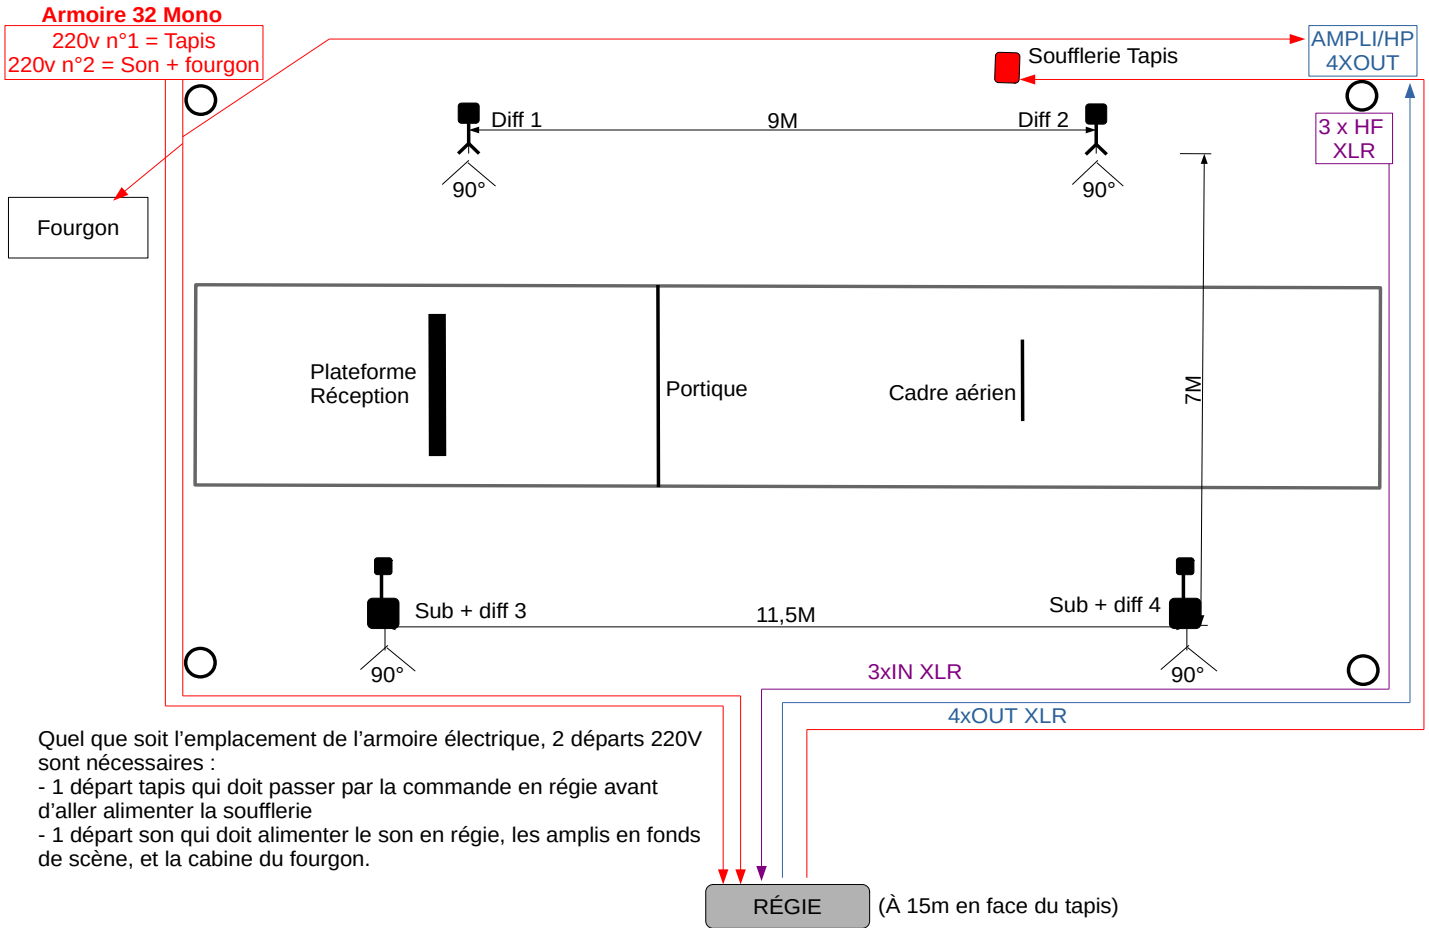 Armoire 32 Mono
220v n°1 = Tapis
220v n°2 = Son + fourgon
AMPLI/HP
4XOUT
Soufflerie Tapis
3 x HF
XLR
Diff 1
9M
Diff 2
90°
90°
Fourgon
Plateforme
Réception
Portique
Cadre aérien
7M
Sub + diff 3
11,5M
Sub + diff 4
90°
90°
3xIN XLR
4xOUT XLR
Quel que soit l’emplacement de l’armoire électrique, 2 départs 220V
sont nécessaires :
- 1 départ tapis qui doit passer par la commande en régie avant
d’aller alimenter la soufflerie
- 1 départ son qui doit alimenter le son en régie, les amplis en fonds
de scène, et la cabine du fourgon.
RÉGIE
(À 15m en face du tapis)